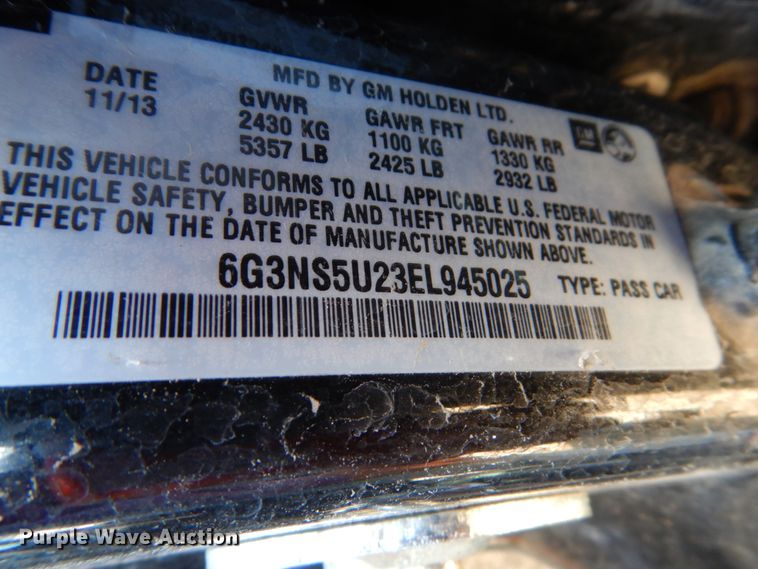 MFD BY GM HOLDEN LTD.
DATE GVWR GAWR FRT GAWR RR GM
11/13 2430 KG 1100 KG 1330 KG
5357 LB 2425 LB 2932 LB
THIS VEHICLE CONFORMS TO ALL APPLICABLE U.S. FEDERAL MOTOR
VEHICLE SAFETY, BUMPER AND THEFT PREVENTION STANDARDS IN
EFFECT ON THE DATE OF MANUFACTURE SHOWN ABOVE.
6G3NS5U23EL945025 TYPE: PASS CAR
Purple Wave Auction